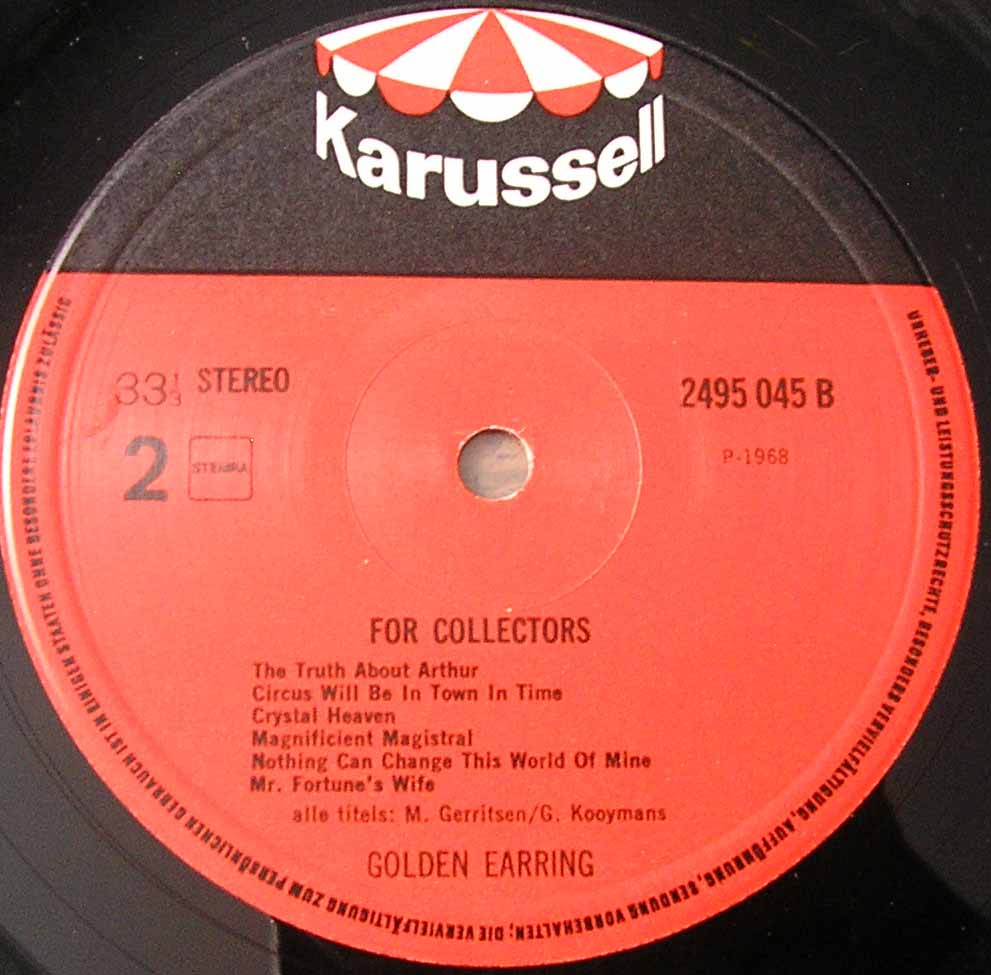 Karussell
33 1/3 STEREO
2495 045 B
2
STEMRA
P-1968
FOR COLLECTORS
The Truth About Arthur
Circus Will Be In Town In Time
Crystal Heaven
Magnificient Magistral
Nothing Can Change This World Of Mine
Mr. Fortune's Wife
alle titels: M. Gerritsen/G. Kooymans
GOLDEN EARRING
URHEBER- UND LEISTUNGSSCHUTZRECHTE, BESONDERS VERVIELFÄLTIGUNG, AUFFÜHRUNG, SENDUNG VORBEHALTEN; DIE VERVIELFÄLTIGUNG ZUM PERSÖNLICHEN GEBRAUCH IST IN EINIGEN STAATEN OHNE BESONDERE ERLAUBNIS ZULÄSSIG